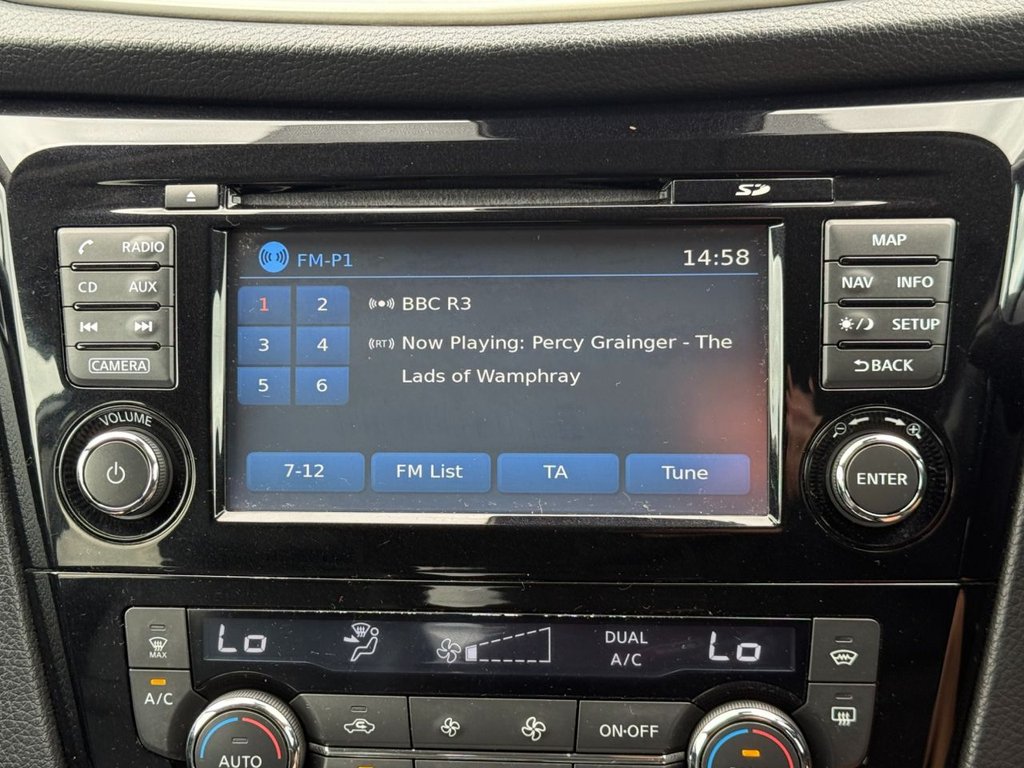 SD
RADIO
CD AUX
CAMERA
VOLUME
FM-P1 14:58
1 2
3 4
5 6
BBC R3
(RT) Now Playing: Percy Grainger - The
Lads of Wamphray
7-12 FM List TA Tune
MAP
NAV INFO
SETUP
BACK
ENTER
MAX
A/C
Lo
DUAL
A/C
Lo
ON·OFF
AUTO